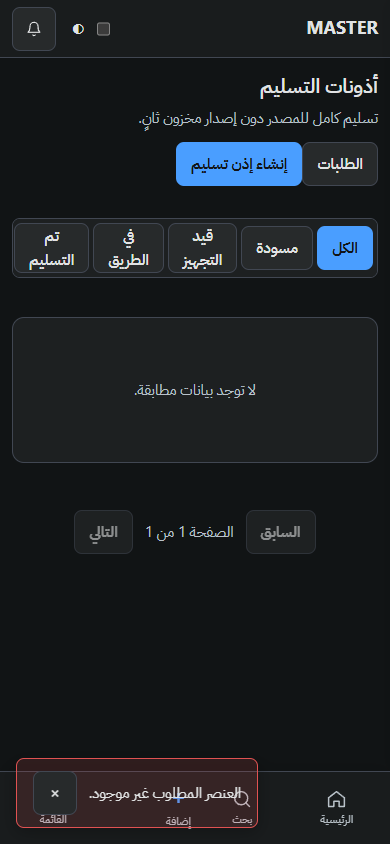 MASTER
أذونات التسليم
تسليم كامل للمصدر دون إصدار مخزون ثانٍ.
الطلبات
إنشاء إذن تسليم
الكل
مسودة
قيد التجهيز
في الطريق
تم التسليم
لا توجد بيانات مطابقة.
السابق
الصفحة 1 من 1
التالي
العنصر المطلوب غير موجود.
×
الرئيسية
بحث
إضافة
القائمة